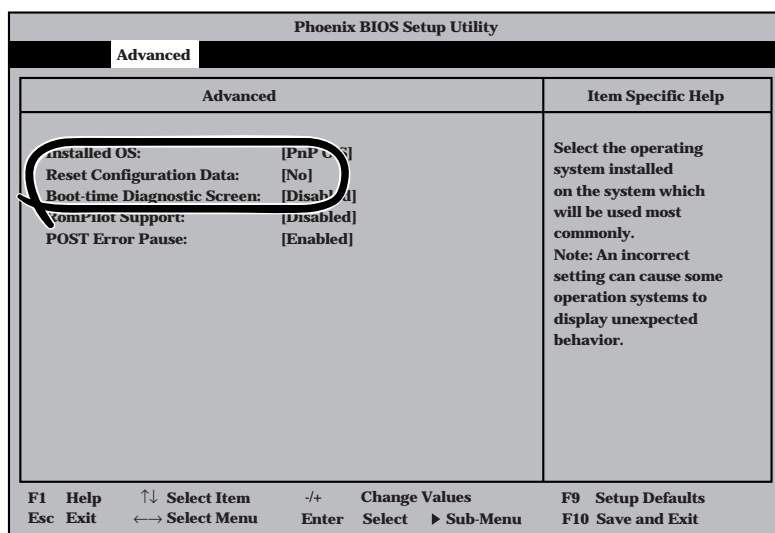 Phoenix BIOS Setup Utility
Advanced
Advanced
Item Specific Help
Installed OS: [PnP O/S]
Reset Configuration Data: [No]
Boot-time Diagnostic Screen: [Disabled]
RomPilot Support: [Disabled]
POST Error Pause: [Enabled]
Select the operating
system installed
on the system which
will be used most
commonly.
Note: An incorrect
setting can cause some
operation systems to
display unexpected
behavior.
F1 Help ↑↓ Select Item -/+ Change Values F9 Setup Defaults
Esc Exit ←→ Select Menu Enter Select ▶ Sub-Menu F10 Save and Exit